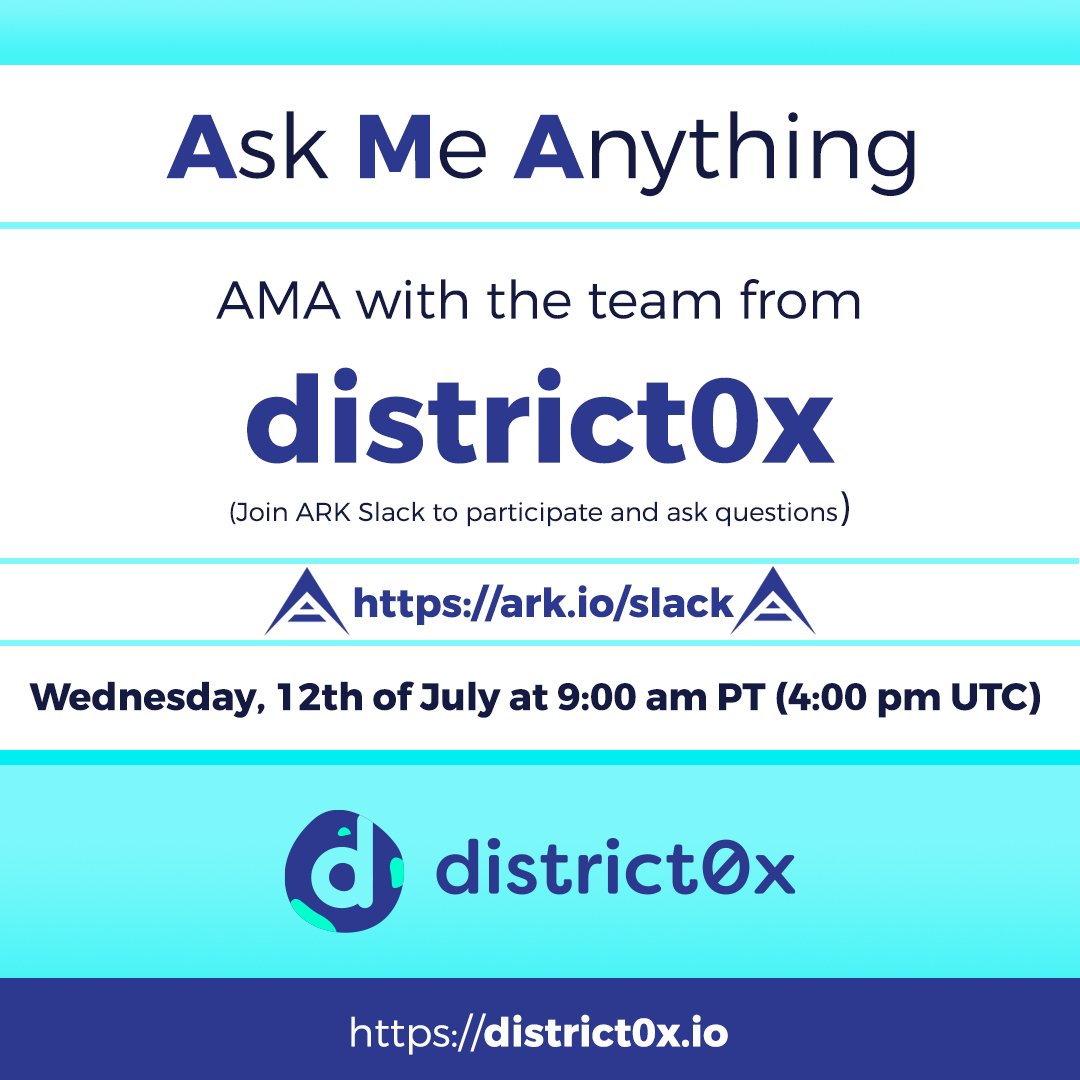 Ask Me Anything
AMA with the team from
district0x
(Join ARK Slack to participate and ask questions)
https://ark.io/slack
Wednesday, 12th of July at 9:00 am PT (4:00 pm UTC)
d district0x
https://district0x.io